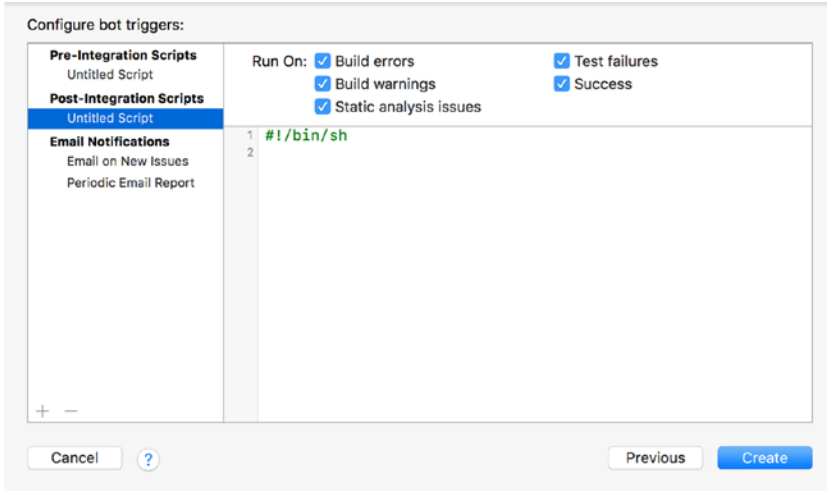 Configure bot triggers:
Pre-Integration Scripts
Untitled Script
Post-Integration Scripts
Untitled Script
Email Notifications
Email on New Issues
Periodic Email Report
+ −
Run On: Build errors Test failures
Build warnings Success
Static analysis issues
1 #!/bin/sh
2
Cancel ? Previous Create